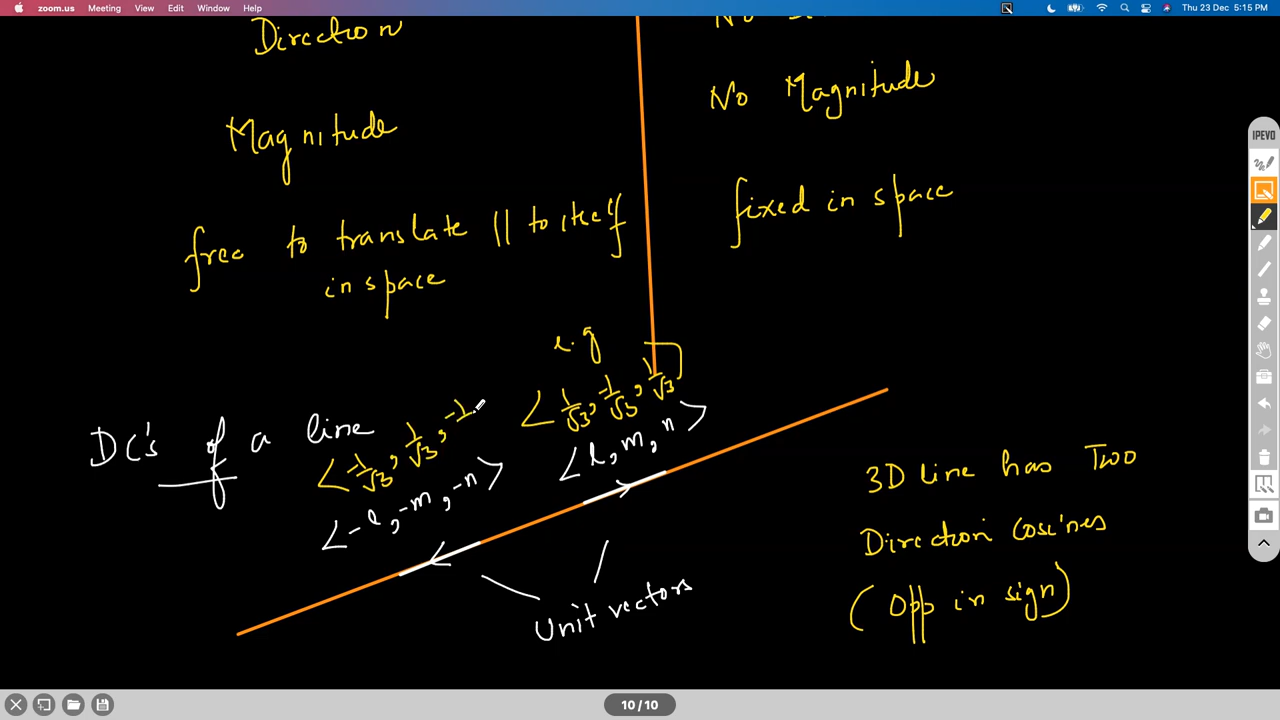 zoom.us Meeting View Edit Window Help Thu 23 Dec 5:15 PM
Direction
No
Magnitude
No Magnitude
free to translate || to itself
in space
fixed in space
IPEVO
e.g
< 1/√3, -1/√3, 1/√3
<l, m, n>
DC's of a line
< -1/√3, 1/√3, -1
<-l, -m, -n>
Unit vectors
3D line has Two
Direction cosines
(Opp in sign)
10 / 10